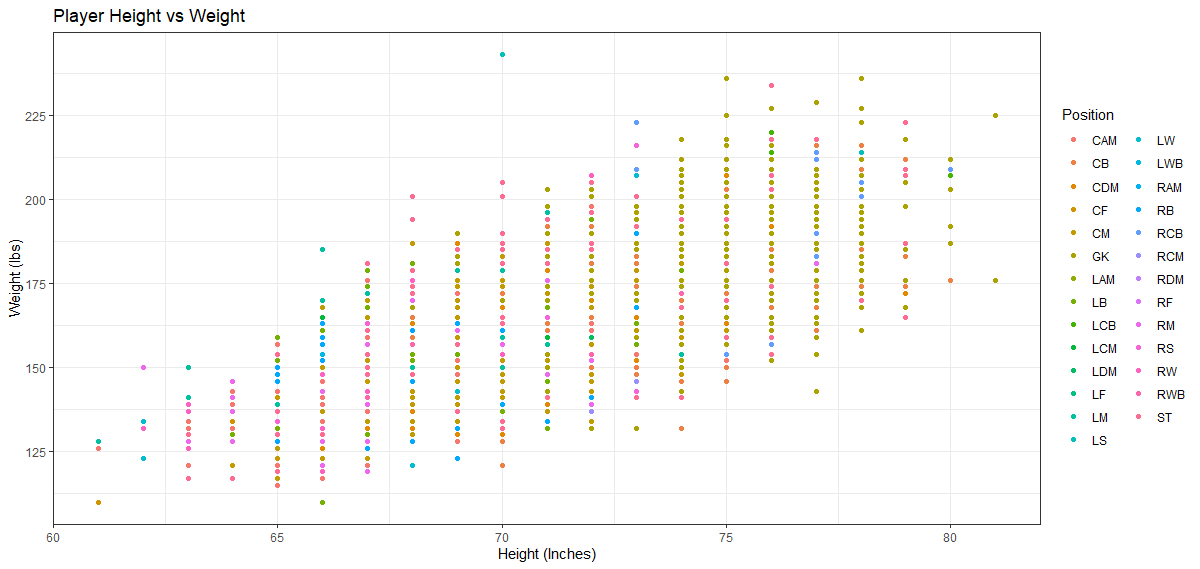 Player Height vs Weight
Weight (lbs)
225
200
175
150
125
60
65
70
75
80
Height (Inches)
Position
CAM
CB
CDM
CF
CM
GK
LAM
LB
LCB
LCM
LDM
LF
LM
LS
LW
LWB
RAM
RB
RCB
RCM
RDM
RF
RM
RS
RW
RWB
ST